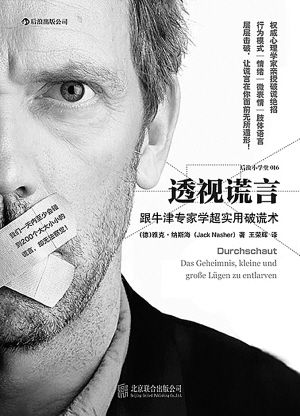 后浪出版公司
权威心理学家亲授破谎绝招
行为模式│情绪│微表情│肢体语言
层层击破，让谎言在你面前无所遁形！
我们一天内至少会碰
到200个大大小小的
谎言，
后浪小学堂 016
透视谎言
跟牛津专家学超实用破谎术
（德）雅克·纳斯海（Jack Nasher）著 王荣辉 译
Durchschaut
Das Geheimnis, kleine und
große Lügen zu entlarven
北京联合出版公司
Beijing United Publishing Co.,Ltd.